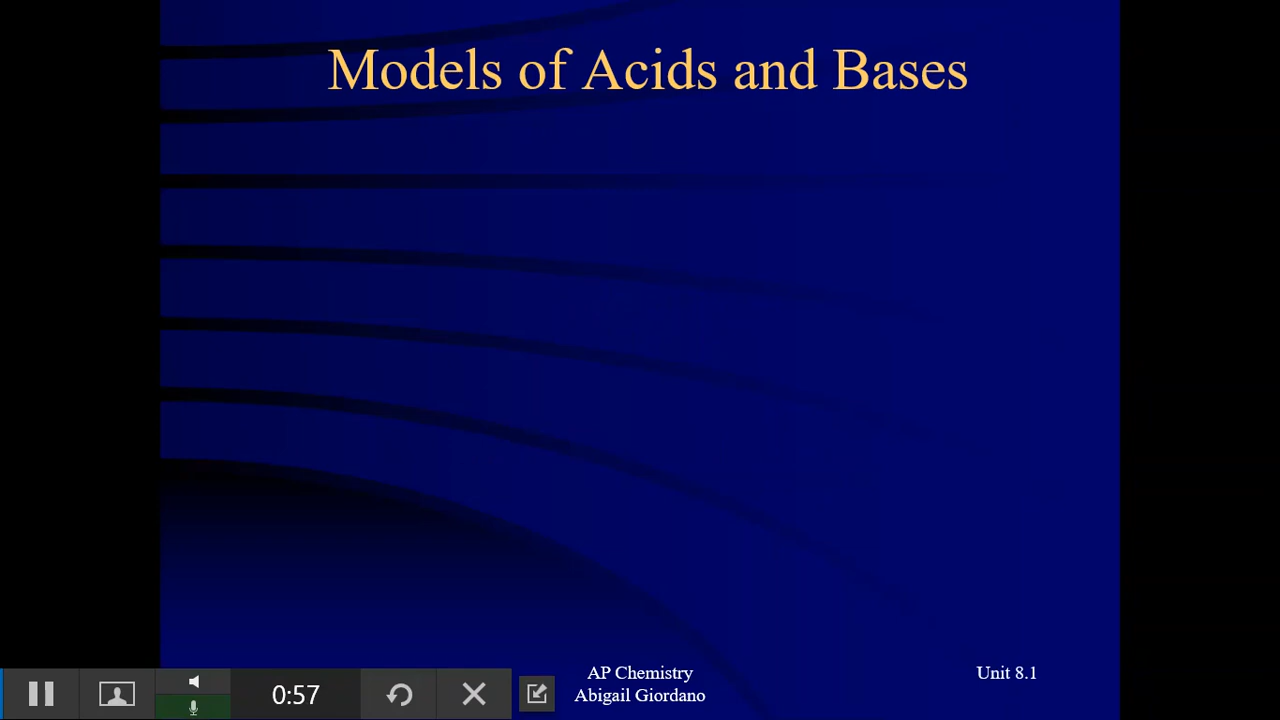 Models of Acids and Bases
0:57
AP Chemistry
Abigail Giordano
Unit 8.1